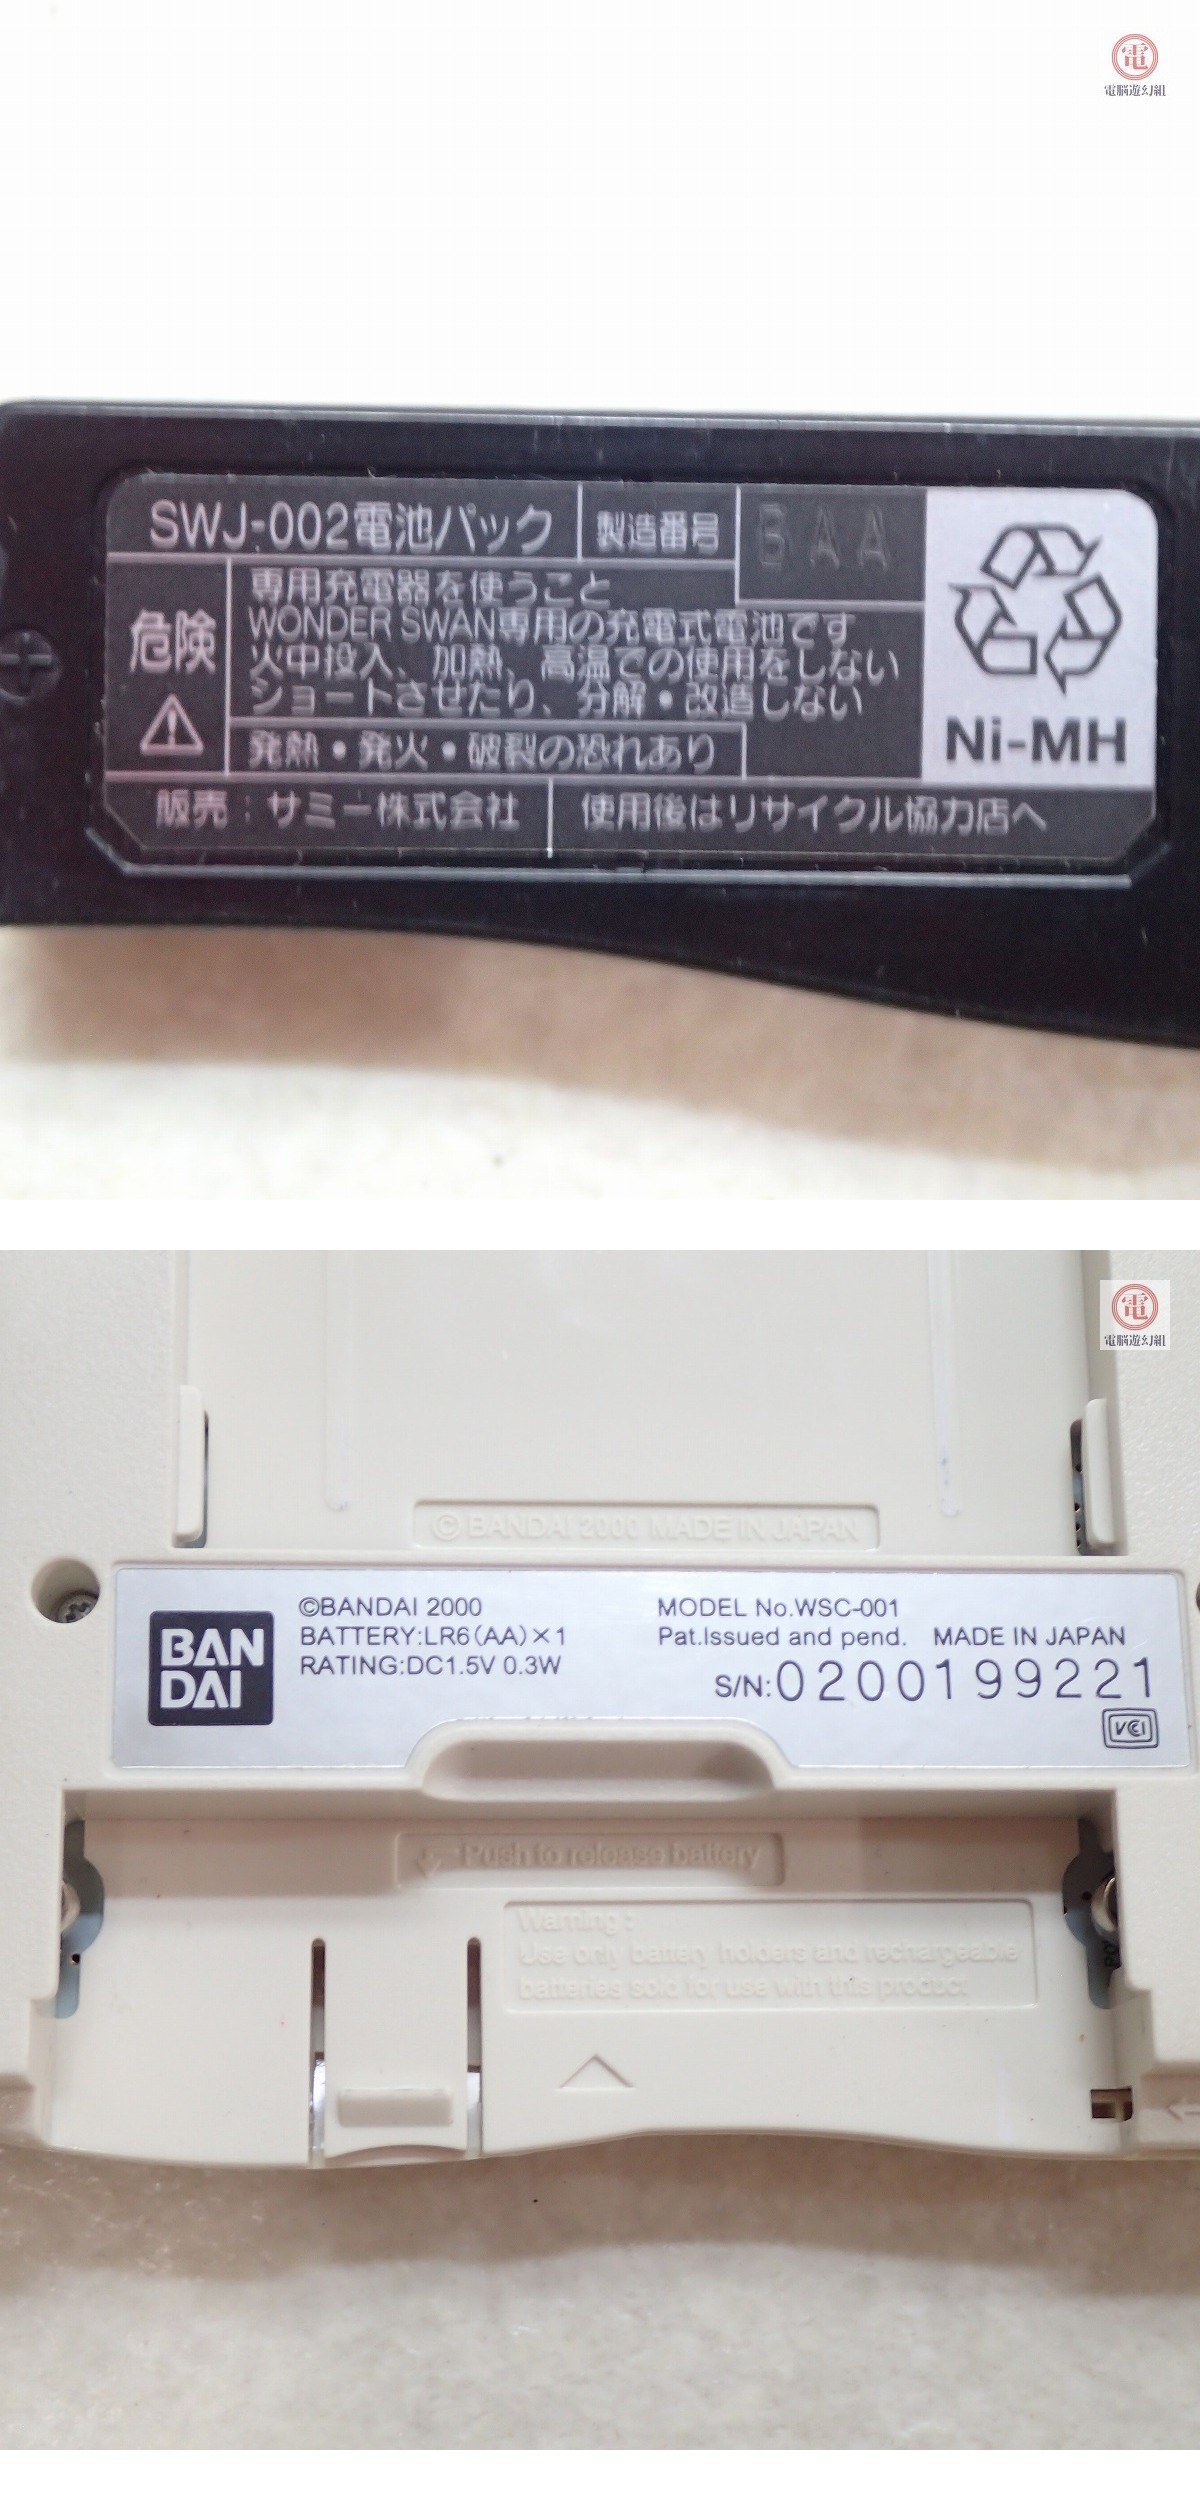 電
電脳遊幻組
SWJ-002電池パック
製造番号
BAA
危険
専用充電器を使うこと
WONDER SWAN専用の充電式電池です
火中投入、加熱、高温での使用をしない
ショートさせたり、分解・改造しない
発熱・発火・破裂の恐れあり
Ni-MH
販売：サミー株式会社
使用後はリサイクル協力店へ
電
電脳遊幻組
© BANDAI 2000 MADE IN JAPAN
BAN
DAI
©BANDAI 2000
BATTERY:LR6(AA)×1
RATING:DC1.5V 0.3W
MODEL No.WSC-001
Pat.Issued and pend. MADE IN JAPAN
S/N:0200199221
VCI
Push to release battery
Warning :
Use only battery holders and rechargeable
batteries sold for use with this product